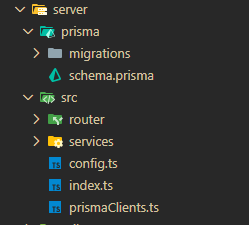 server
prisma
migrations
schema.prisma
src
router
services
config.ts
index.ts
prismaClients.ts